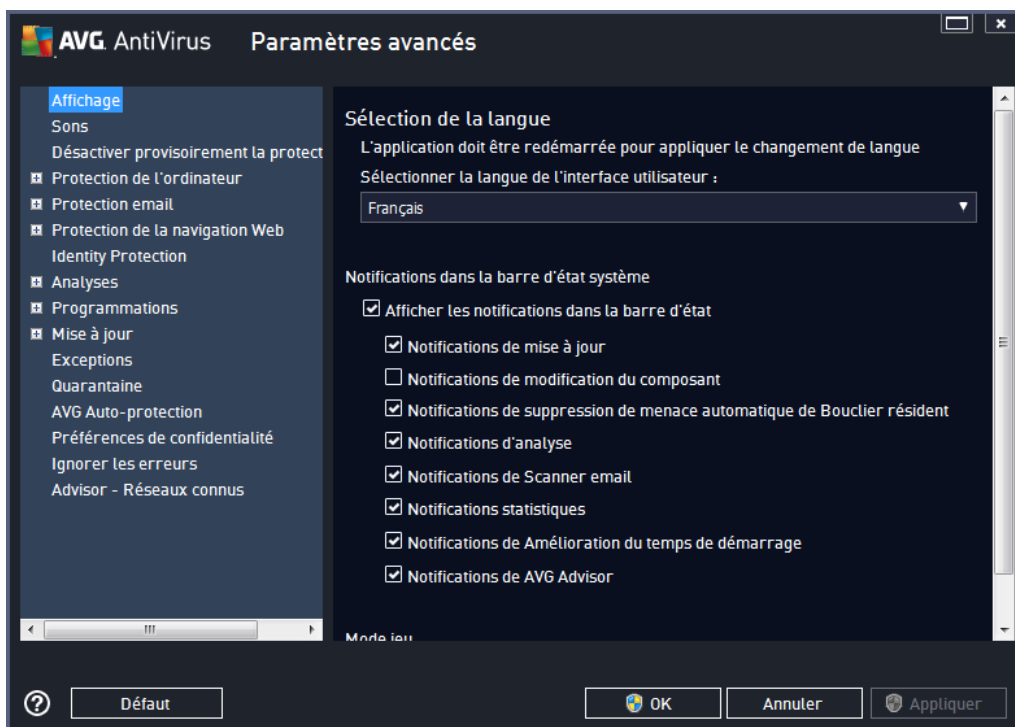 AVG. AntiVirus Paramètres avancés
Affichage
Sons
Désactiver provisoirement la protect
Protection de l'ordinateur
Protection email
Protection de la navigation Web
Identity Protection
Analyses
Programmations
Mise à jour
Exceptions
Quarantaine
AVG Auto-protection
Préférences de confidentialité
Ignorer les erreurs
Advisor - Réseaux connus
Sélection de la langue
L'application doit être redémarrée pour appliquer le changement de langue
Sélectionner la langue de l'interface utilisateur :
Français
Notifications dans la barre d'état système
Afficher les notifications dans la barre d'état
Notifications de mise à jour
Notifications de modification du composant
Notifications de suppression de menace automatique de Bouclier résident
Notifications d'analyse
Notifications de Scanner email
Notifications statistiques
Notifications de Amélioration du temps de démarrage
Notifications de AVG Advisor
Mode jeu
Défaut
OK
Annuler
Appliquer